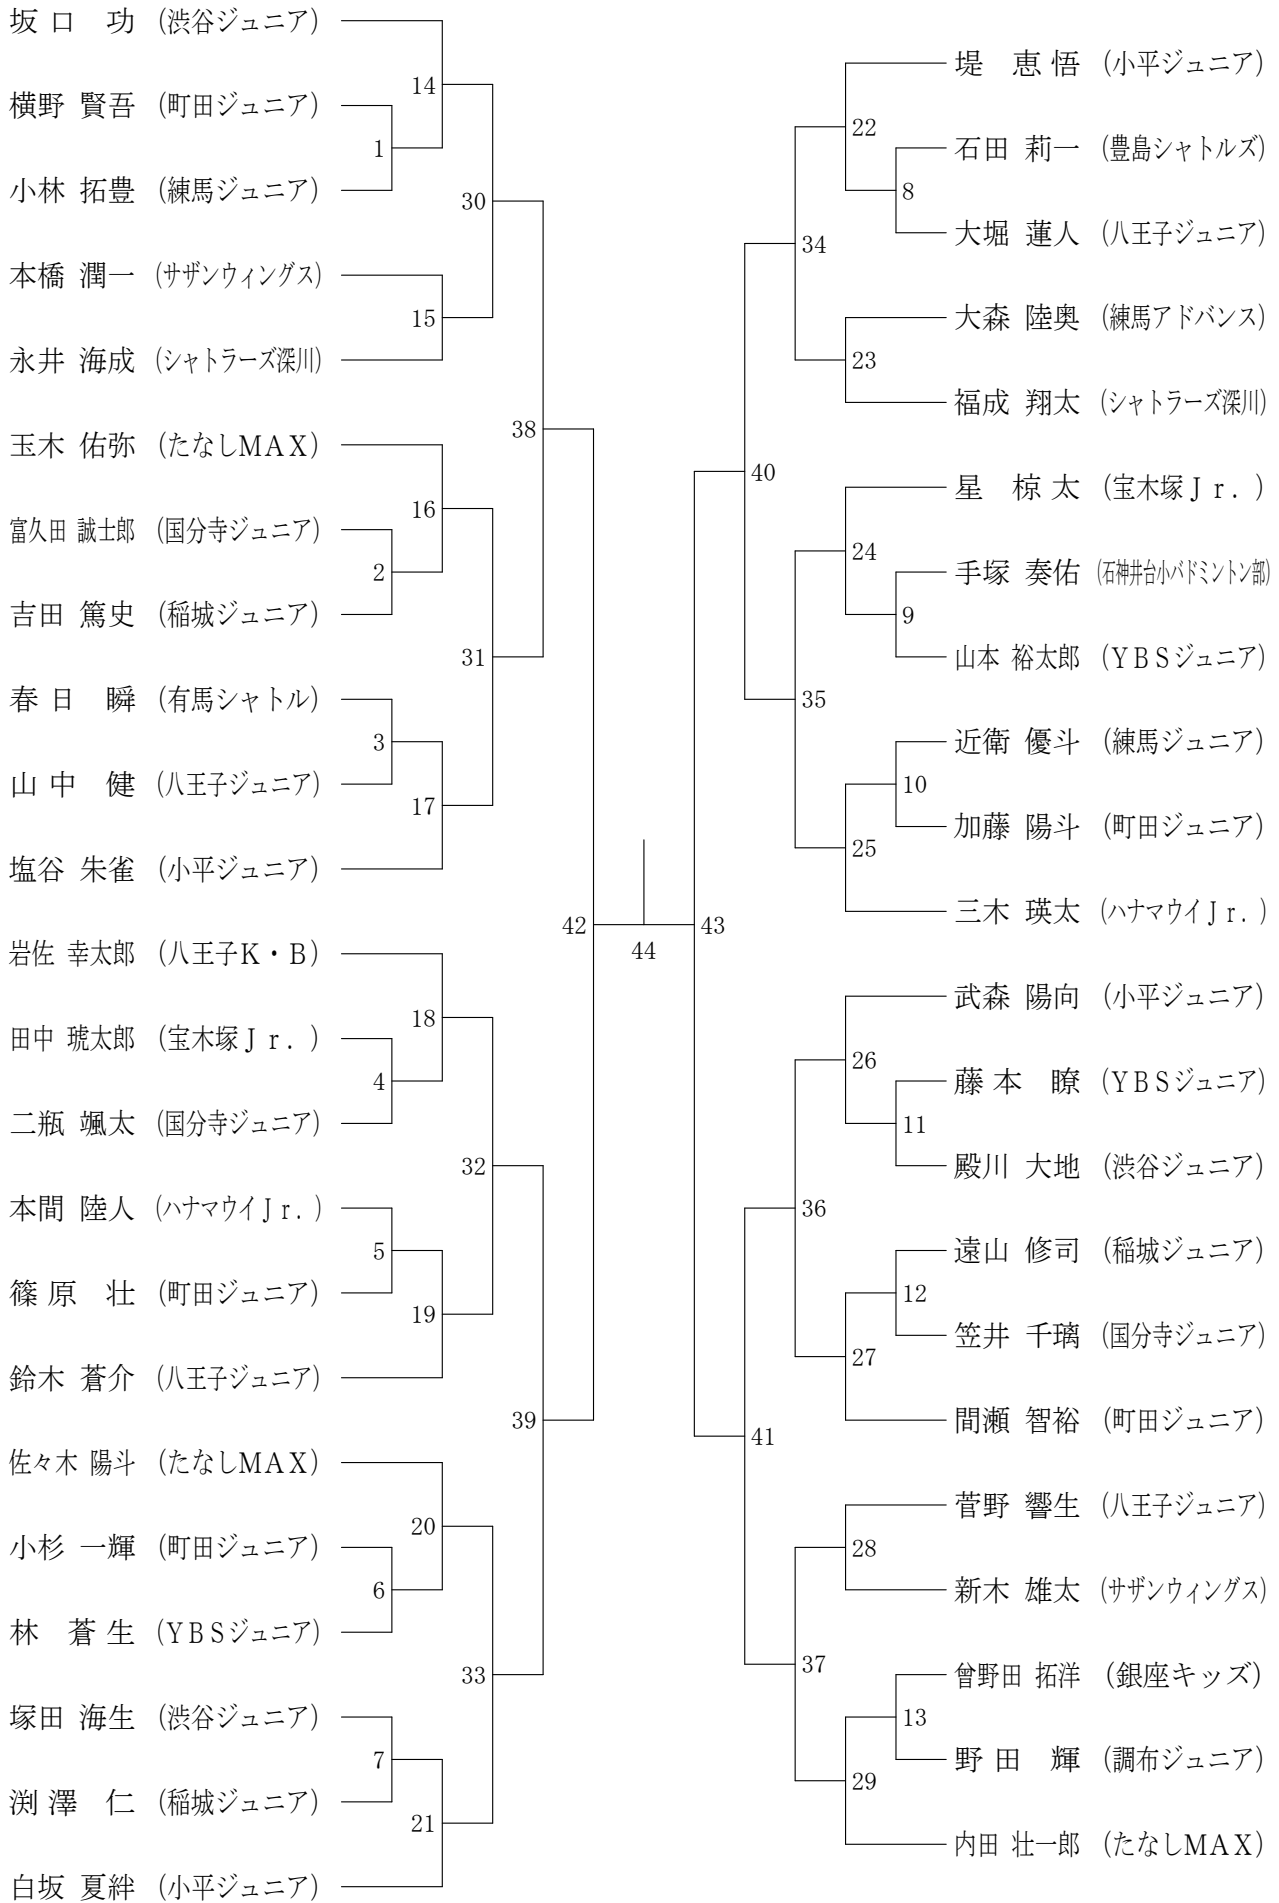 坂口 功 (渋谷ジュニア)
横野 賢吾 (町田ジュニア)
小林 拓豊 (練馬ジュニア)
本橋 潤一 (サザンウィングス)
永井 海成 (シャトラーズ深川)
玉木 佑弥 (たなしMAX)
富久田 誠士郎 (国分寺ジュニア)
吉田 篤史 (稲城ジュニア)
春日 瞬 (有馬シャトル)
山中 健 (八王子ジュニア)
塩谷 朱雀 (小平ジュニア)
岩佐 幸太郎 (八王子K・B)
田中 琥太郎 (宝木塚Jr.)
二瓶 颯太 (国分寺ジュニア)
本間 陸人 (ハナマウイJr.)
篠原 壮 (町田ジュニア)
鈴木 蒼介 (八王子ジュニア)
佐々木 陽斗 (たなしMAX)
小杉 一輝 (町田ジュニア)
林 蒼生 (YBSジュニア)
塚田 海生 (渋谷ジュニア)
渕澤 仁 (稲城ジュニア)
白坂 夏絆 (小平ジュニア)
1
2
3
4
5
6
7
14
15
16
17
18
19
20
21
30
31
32
33
38
39
42
44
43
40
41
34
35
36
37
22
23
24
25
26
27
28
29
8
9
10
11
12
13
堤 恵悟 (小平ジュニア)
石田 莉一 (豊島シャトルズ)
大堀 蓮人 (八王子ジュニア)
大森 陸奥 (練馬アドバンス)
福成 翔太 (シャトラーズ深川)
星 椋太 (宝木塚Jr.)
手塚 奏佑 (石神井台小バドミントン部)
山本 裕太郎 (YBSジュニア)
近衛 優斗 (練馬ジュニア)
加藤 陽斗 (町田ジュニア)
三木 瑛太 (ハナマウイJr.)
武森 陽向 (小平ジュニア)
藤本 瞭 (YBSジュニア)
殿川 大地 (渋谷ジュニア)
遠山 修司 (稲城ジュニア)
笠井 千璃 (国分寺ジュニア)
間瀬 智裕 (町田ジュニア)
菅野 響生 (八王子ジュニア)
新木 雄太 (サザンウィングス)
曾野田 拓洋 (銀座キッズ)
野田 輝 (調布ジュニア)
内田 壮一郎 (たなしMAX)